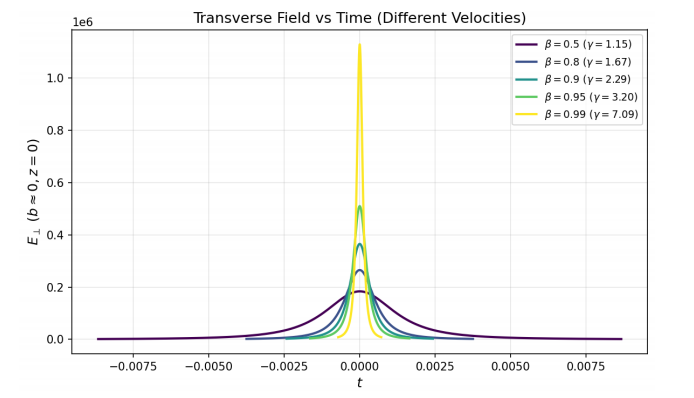 Transverse Field vs Time (Different Velocities)
1e6
β = 0.5 (γ = 1.15)
β = 0.8 (γ = 1.67)
β = 0.9 (γ = 2.29)
β = 0.95 (γ = 3.20)
β = 0.99 (γ = 7.09)
1.0
0.8
0.6
0.4
0.2
0.0
E⊥ (b ≈ 0, z = 0)
−0.0075 −0.0050 −0.0025 0.0000 0.0025 0.0050 0.0075
t